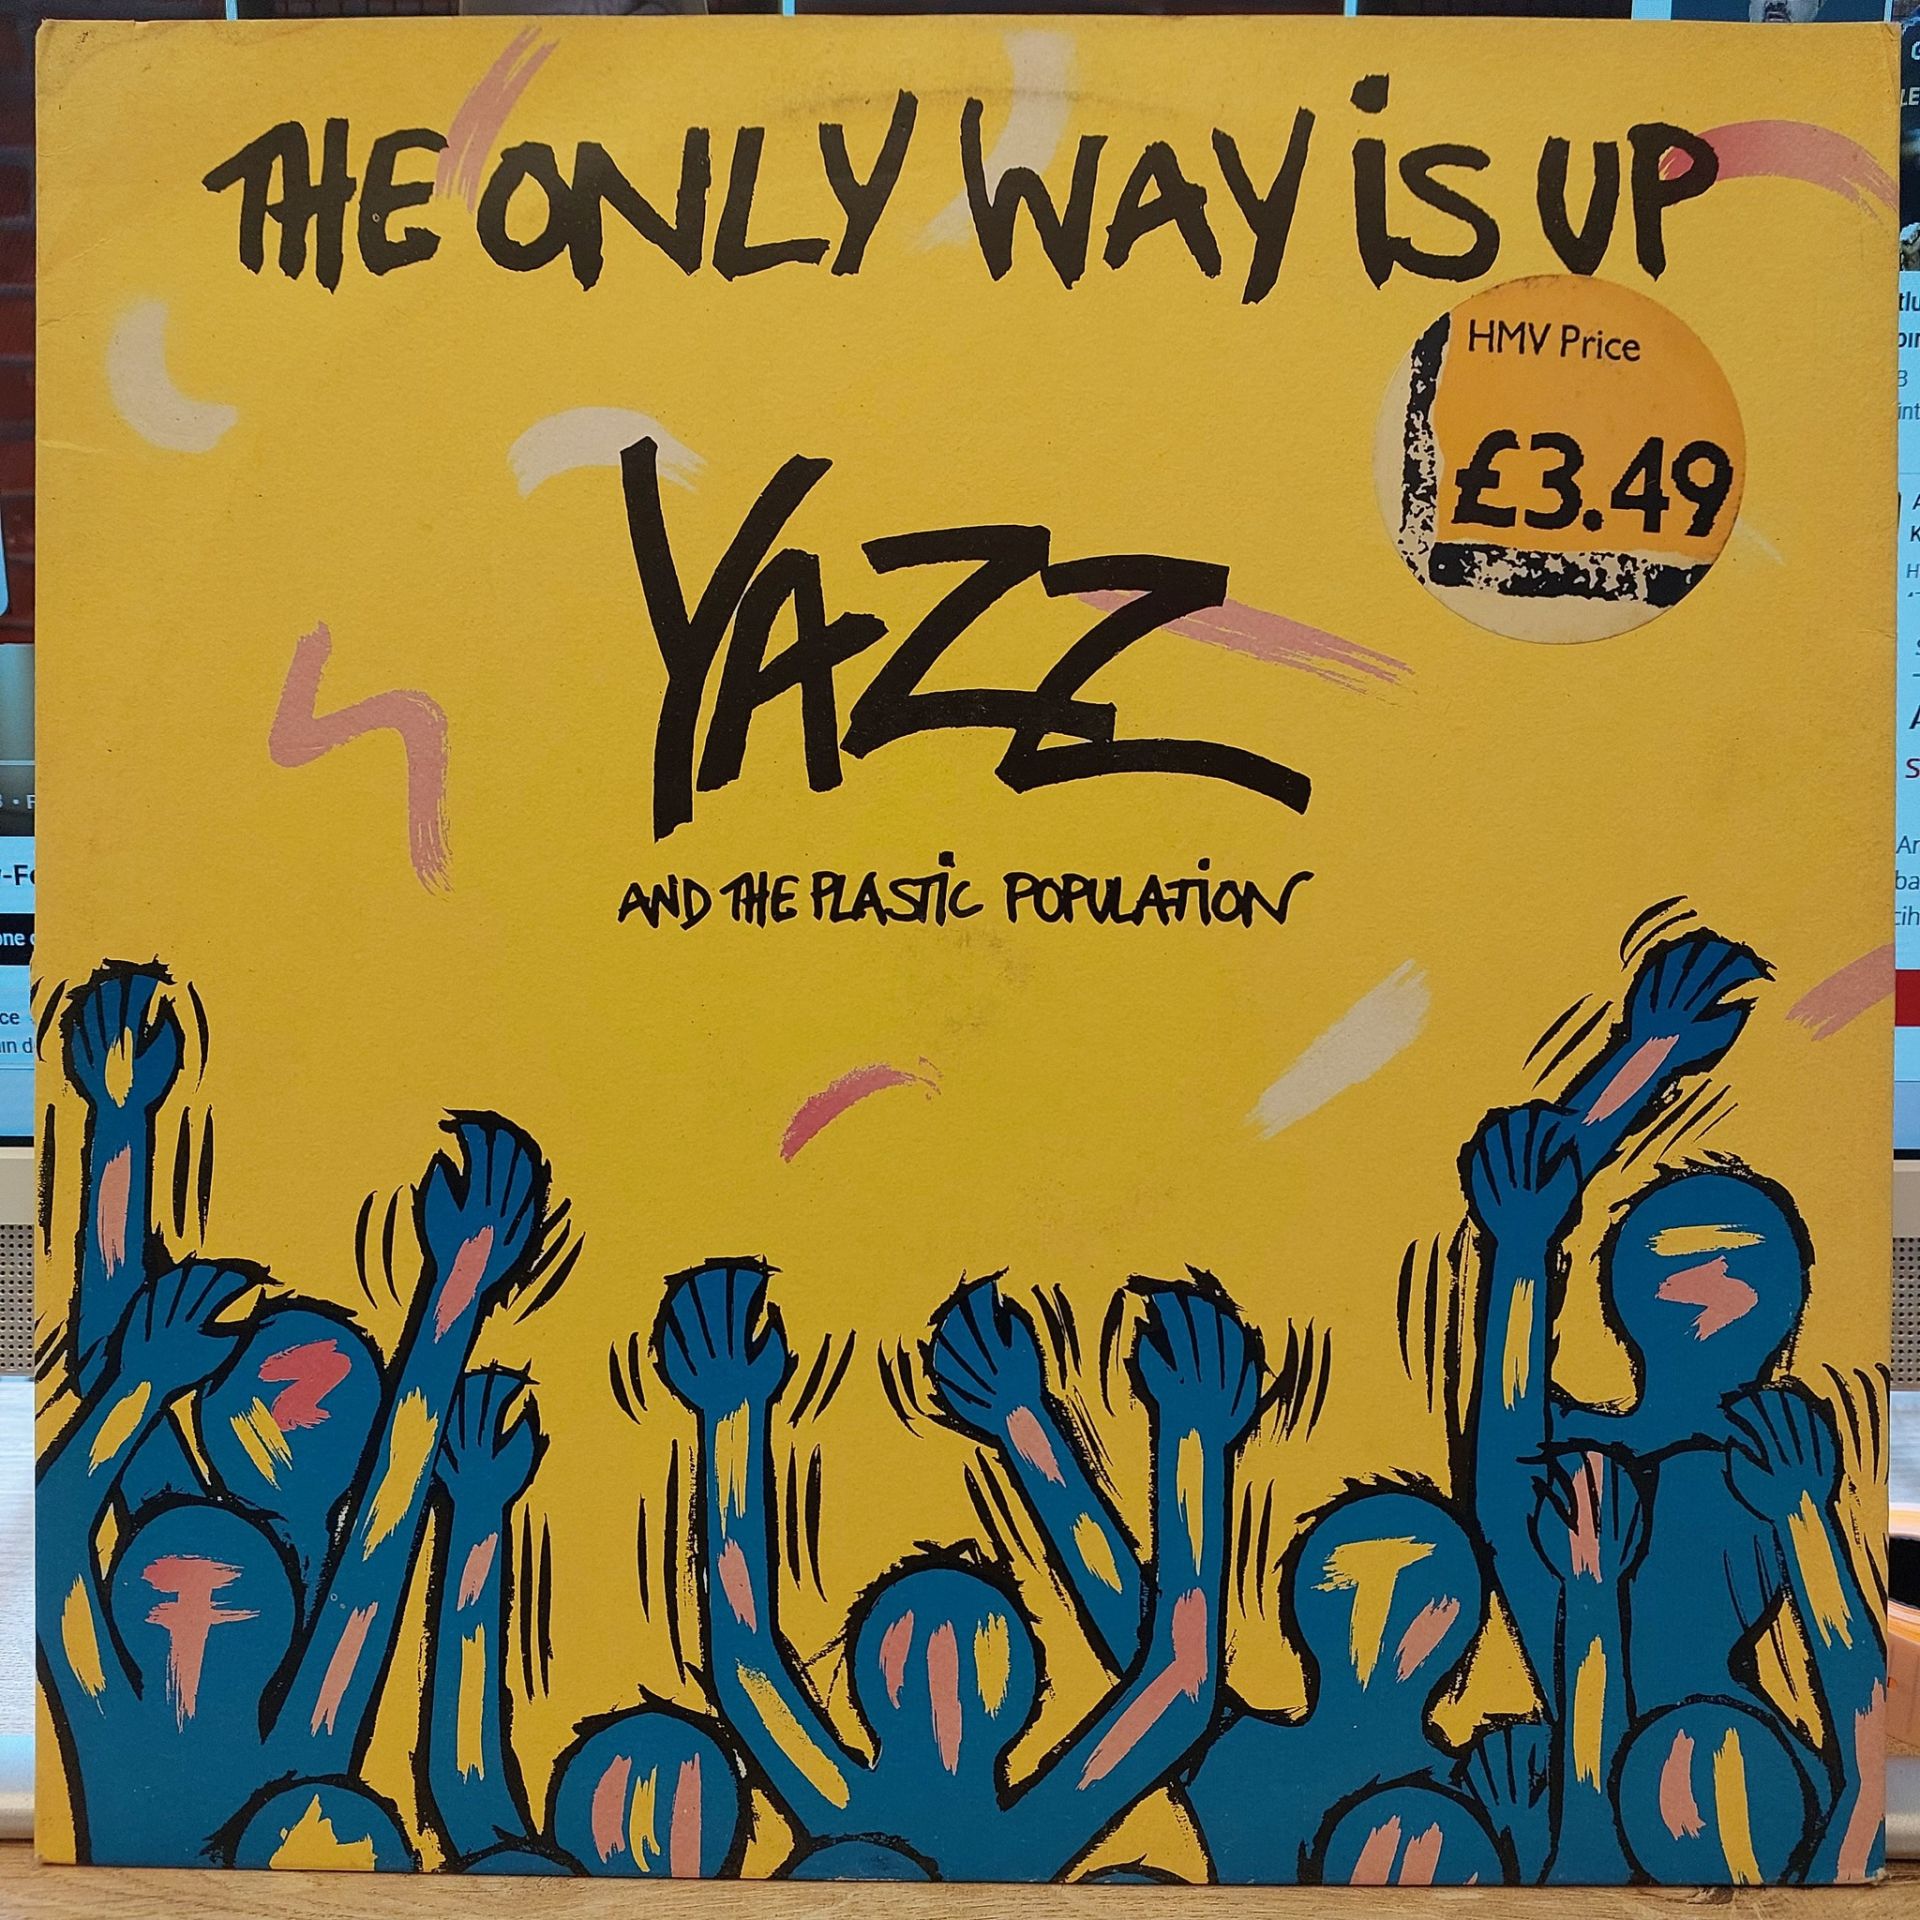 THE ONLY WAY iS UP
HMV Price
£3.49
YAZZ
AND THE PLASTiC POPULATiON